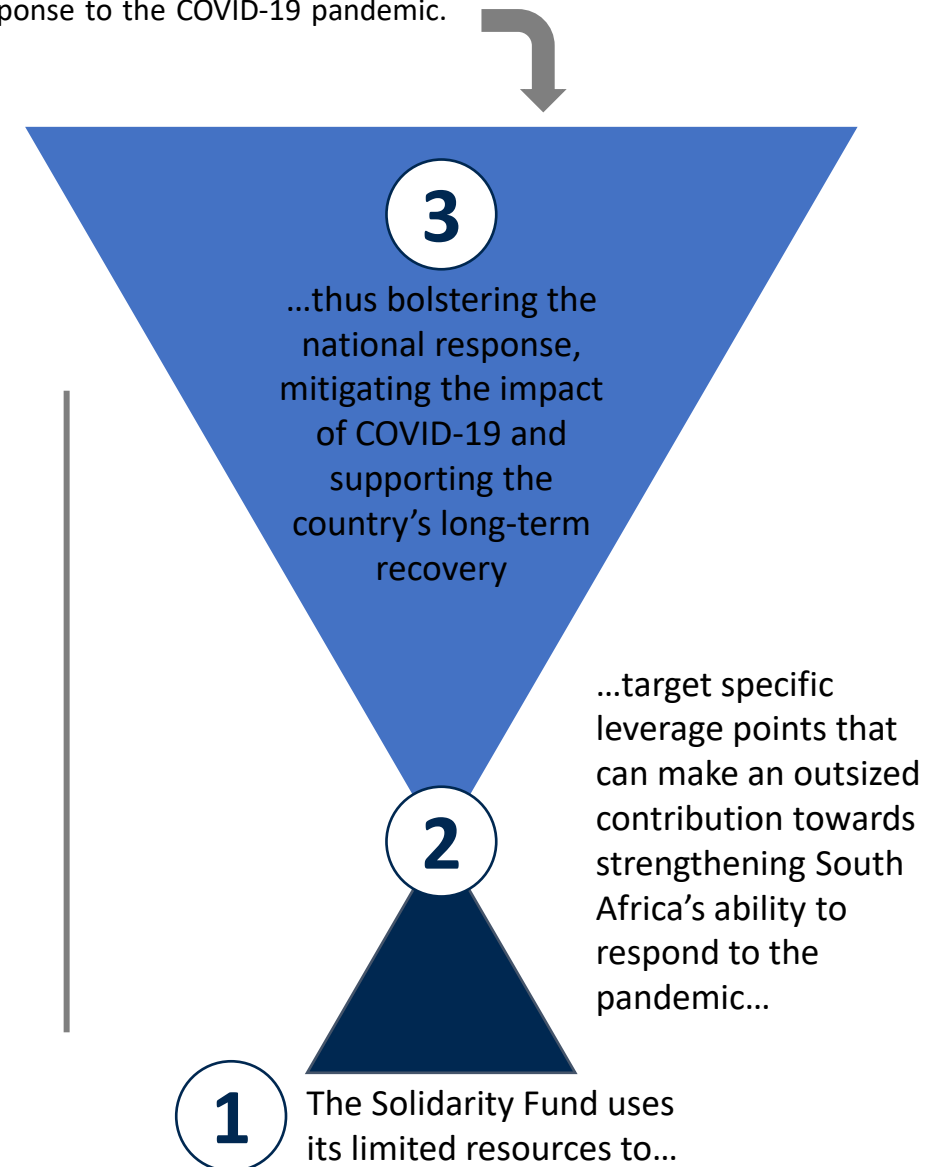 ponse to the COVID-19 pandemic.
3
…thus bolstering the
national response,
mitigating the impact
of COVID-19 and
supporting the
country’s long-term
recovery
…target specific
leverage points that
can make an outsized
contribution towards
strengthening South
Africa’s ability to
respond to the
pandemic…
2
1
The Solidarity Fund uses
its limited resources to…